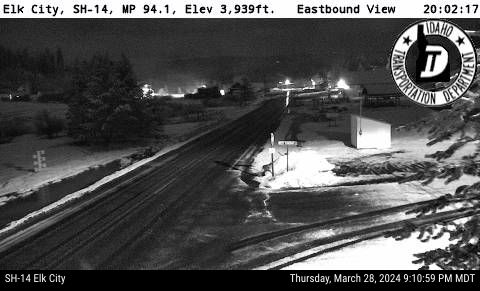 Elk City, SH-14, MP 94.1, Elev 3,939ft. Eastbound View 20:02:17
IDAHO
TRANSPORTATION DEPARTMENT
SH-14 Elk City Thursday, March 28, 2024 9:10:59 PM MDT